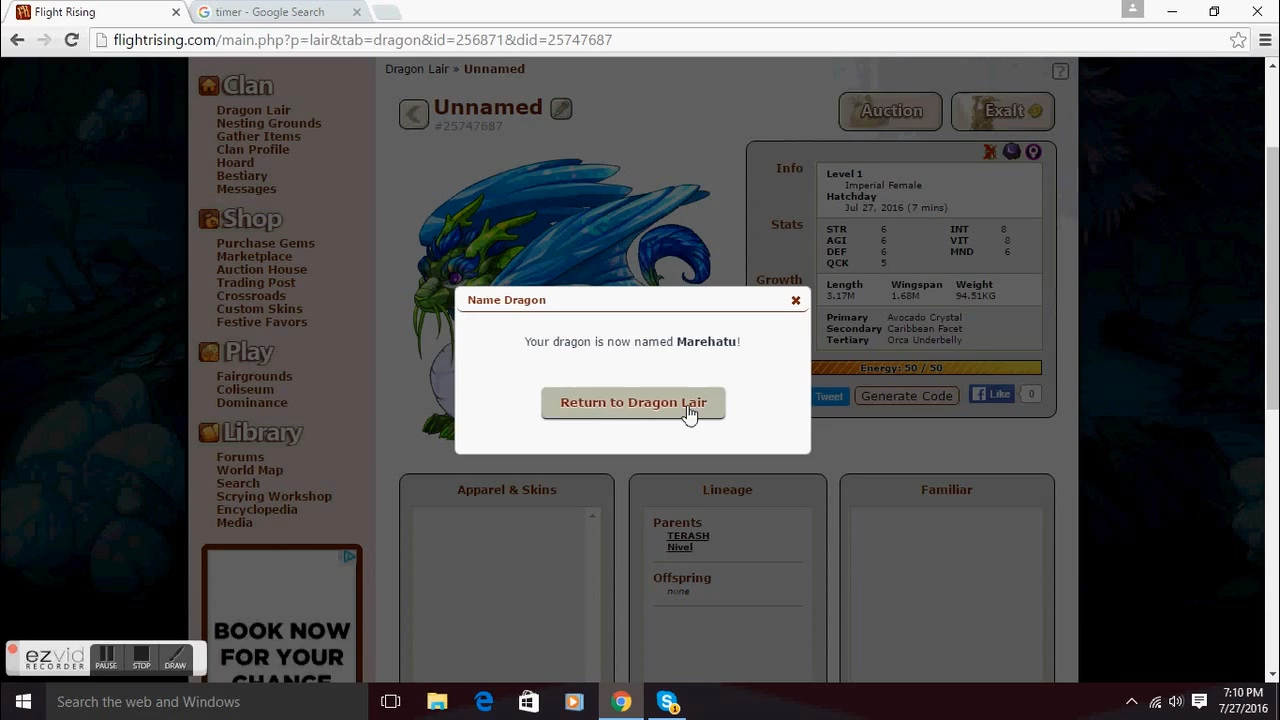 Flight Rising
timer - Google Search
flightrising.com/main.php?p=lair&tab=dragon&id=256871&did=25747687
Clan
Dragon Lair
Nesting Grounds
Gather Items
Clan Profile
Hoard
Bestiary
Messages
Shop
Purchase Gems
Marketplace
Auction House
Trading Post
Crossroads
Custom Skins
Festive Favors
Play
Fairgrounds
Coliseum
Dominance
Library
Forums
World Map
Search
Scrying Workshop
Encyclopedia
Media
BOOK NOW
FOR YOUR
CHANGE
Dragon Lair » Unnamed
?
Unnamed
#25747687
Auction
Exalt
Info
Level 1
Imperial Female
Hatchday
Jul 27, 2016 (7 mins)
Stats
STR 6 INT 8
AGI 6 VIT 8
DEF 6 MND 6
QCK 5
Growth
Length Wingspan Weight
3.17M 1.68M 94.51KG
Primary Avocado Crystal
Secondary Caribbean Facet
Tertiary Orca Underbelly
Energy: 50 / 50
Tweet
Generate Code
Like
0
Name Dragon
Your dragon is now named Marehatu!
Return to Dragon Lair
Apparel & Skins
Lineage
Parents
TERASH
Nivel
Offspring
none
Familiar
ezvid
RECORDER
PAUSE
STOP
DRAW
Search the web and Windows
1
7:10 PM
7/27/2016